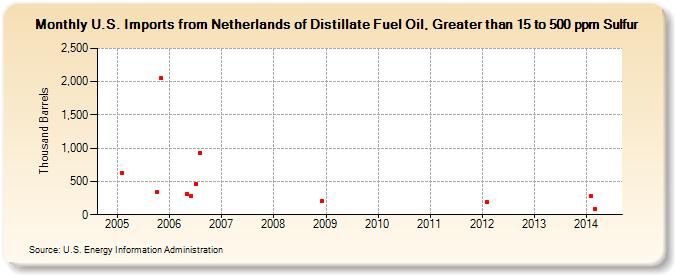 Monthly U.S. Imports from Netherlands of Distillate Fuel Oil, Greater than 15 to 500 ppm Sulfur
Thousand Barrels
2,500
2,000
1,500
1,000
500
0
2005 2006 2007 2008 2009 2010 2011 2012 2013 2014
Source: U.S. Energy Information Administration